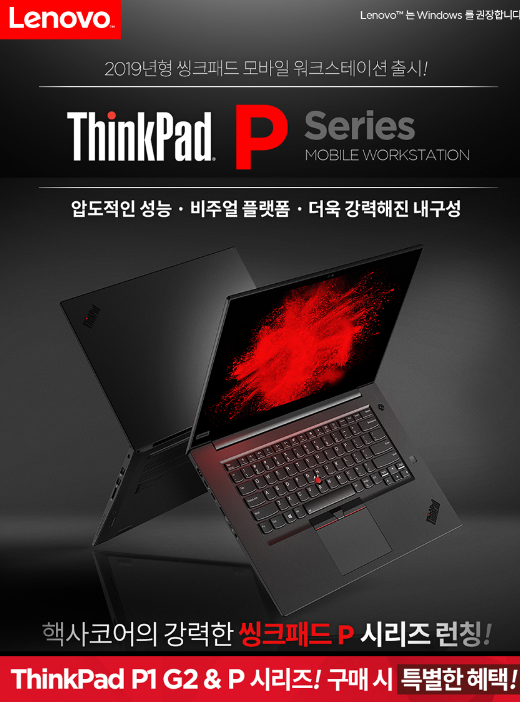 Lenovo™
Lenovo™ 는 Windows 를 권장합니다
2019년형 씽크패드 모바일 워크스테이션 출시!
ThinkPad. P Series
MOBILE WORKSTATION
압도적인 성능 · 비주얼 플랫폼 · 더욱 강력해진 내구성
ThinkPad
ThinkPad
핵사코어의 강력한 씽크패드 P 시리즈 런칭!
ThinkPad P1 G2 & P 시리즈! 구매 시 특별한 혜택!